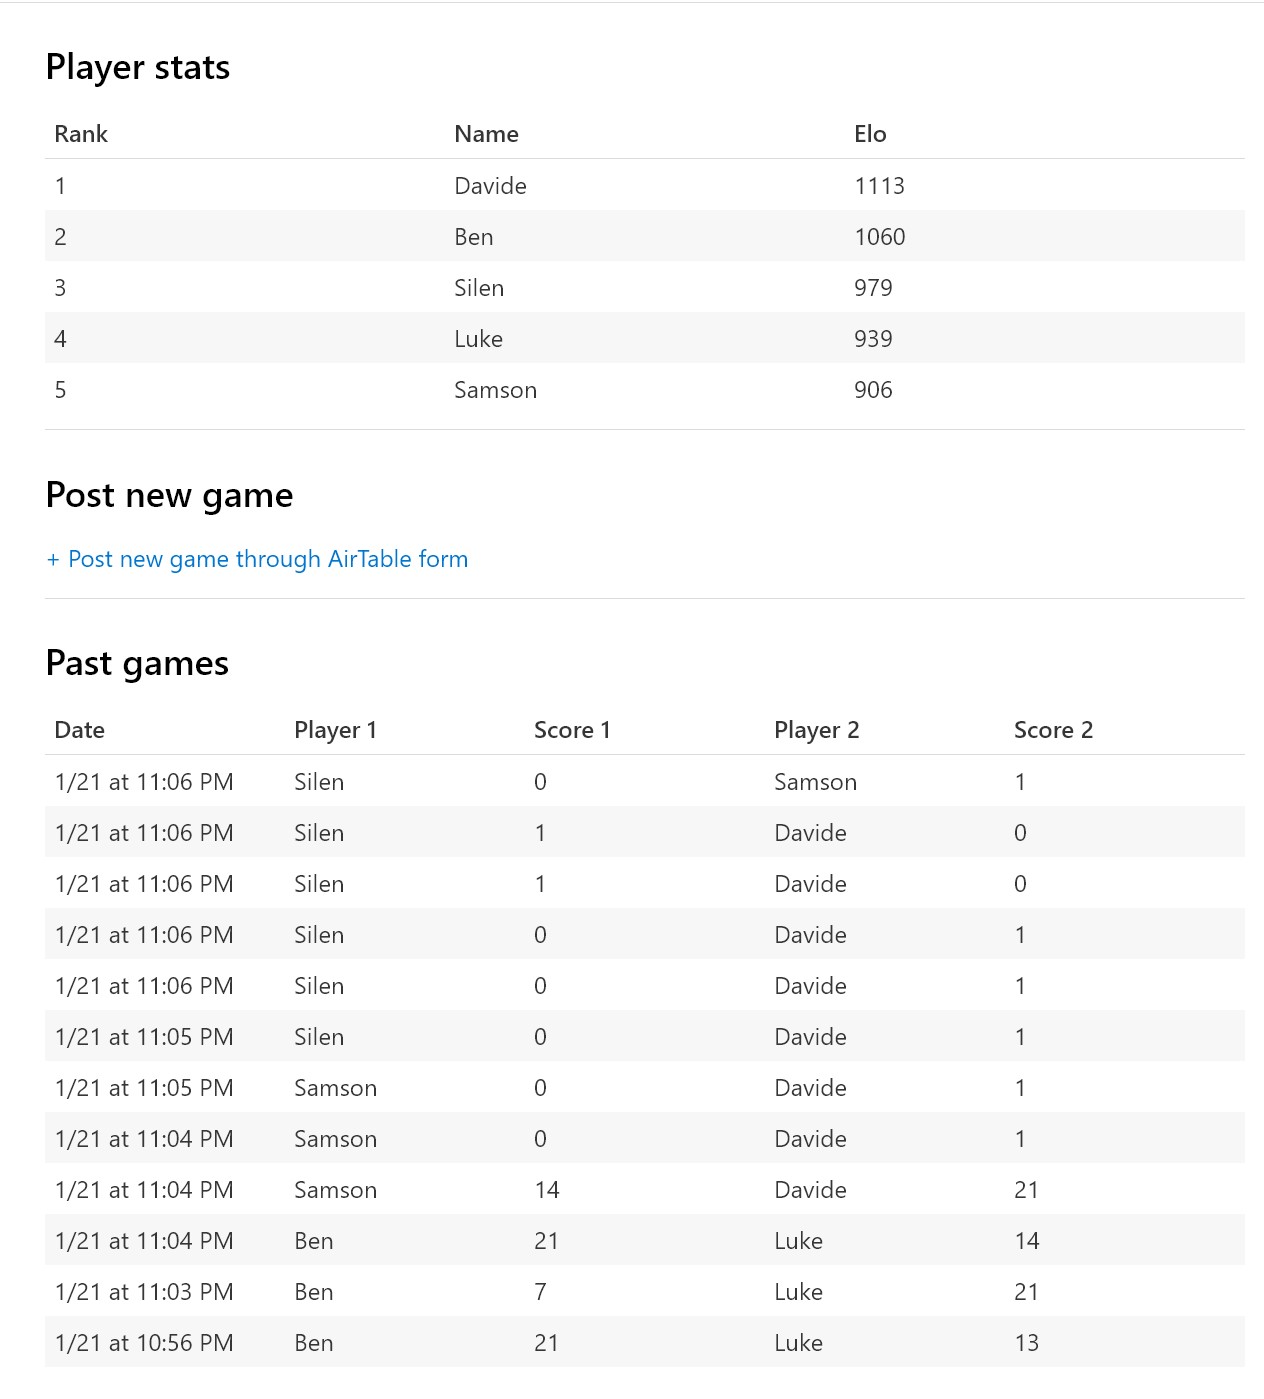 Player stats
Rank Name Elo
1 Davide 1113
2 Ben 1060
3 Silen 979
4 Luke 939
5 Samson 906
Post new game
+ Post new game through AirTable form
Past games
Date Player 1 Score 1 Player 2 Score 2
1/21 at 11:06 PM Silen 0 Samson 1
1/21 at 11:06 PM Silen 1 Davide 0
1/21 at 11:06 PM Silen 1 Davide 0
1/21 at 11:06 PM Silen 0 Davide 1
1/21 at 11:06 PM Silen 0 Davide 1
1/21 at 11:05 PM Silen 0 Davide 1
1/21 at 11:05 PM Samson 0 Davide 1
1/21 at 11:04 PM Samson 0 Davide 1
1/21 at 11:04 PM Samson 14 Davide 21
1/21 at 11:04 PM Ben 21 Luke 14
1/21 at 11:03 PM Ben 7 Luke 21
1/21 at 10:56 PM Ben 21 Luke 13